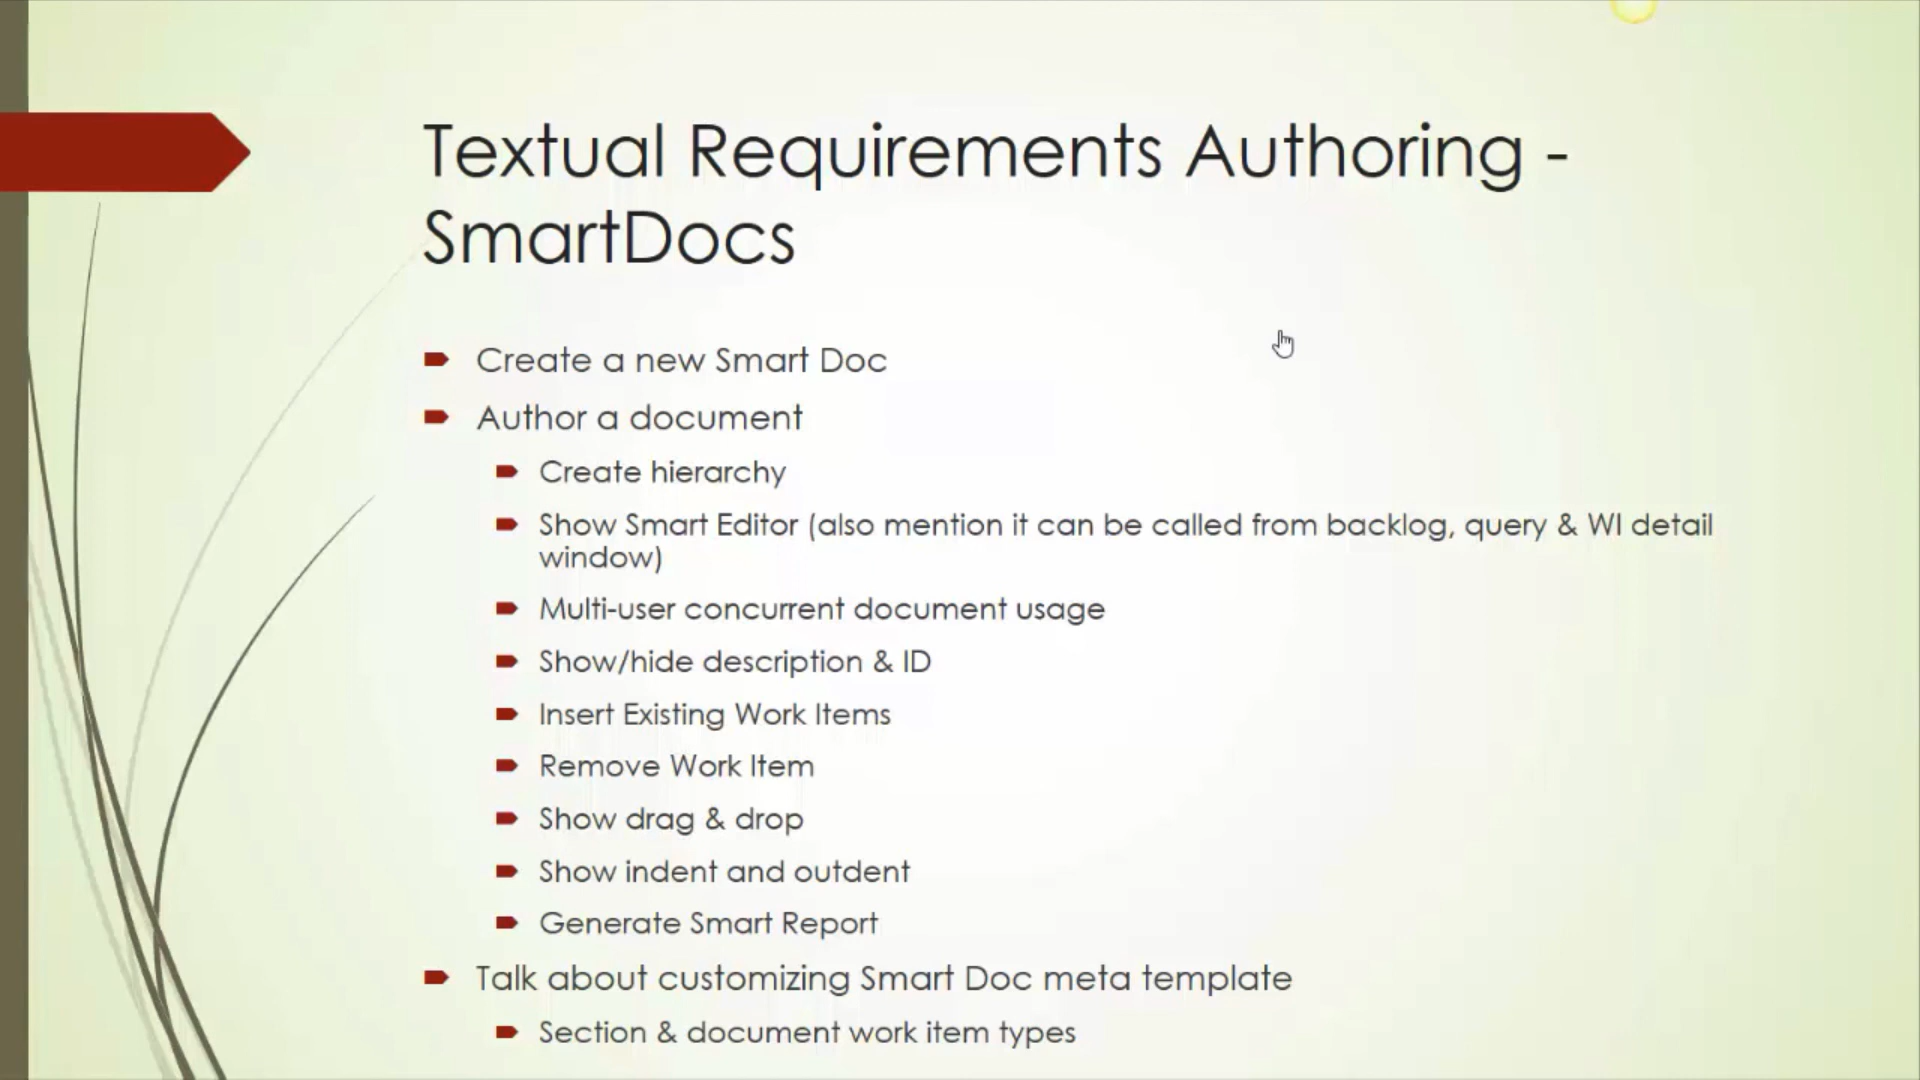 Textual Requirements Authoring -
SmartDocs
Create a new Smart Doc
Author a document
Create hierarchy
Show Smart Editor (also mention it can be called from backlog, query & WI detail
window)
Multi-user concurrent document usage
Show/hide description & ID
Insert Existing Work Items
Remove Work Item
Show drag & drop
Show indent and outdent
Generate Smart Report
Talk about customizing Smart Doc meta template
Section & document work item types